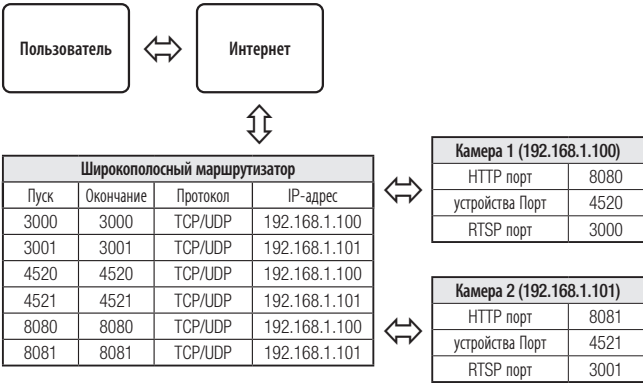 Пользователь
Интернет
Широкополосный маршрутизатор
Пуск Окончание Протокол IP-адрес
3000 3000 TCP/UDP 192.168.1.100
3001 3001 TCP/UDP 192.168.1.101
4520 4520 TCP/UDP 192.168.1.100
4521 4521 TCP/UDP 192.168.1.101
8080 8080 TCP/UDP 192.168.1.100
8081 8081 TCP/UDP 192.168.1.101
Камера 1 (192.168.1.100)
HTTP порт 8080
устройства Порт 4520
RTSP порт 3000
Камера 2 (192.168.1.101)
HTTP порт 8081
устройства Порт 4521
RTSP порт 3001